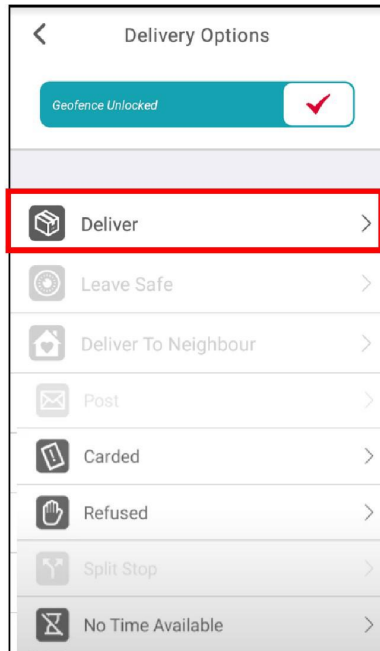 Delivery Options
Geofence Unlocked
Deliver
Leave Safe
Deliver To Neighbour
Post
Carded
Refused
Split Stop
No Time Available